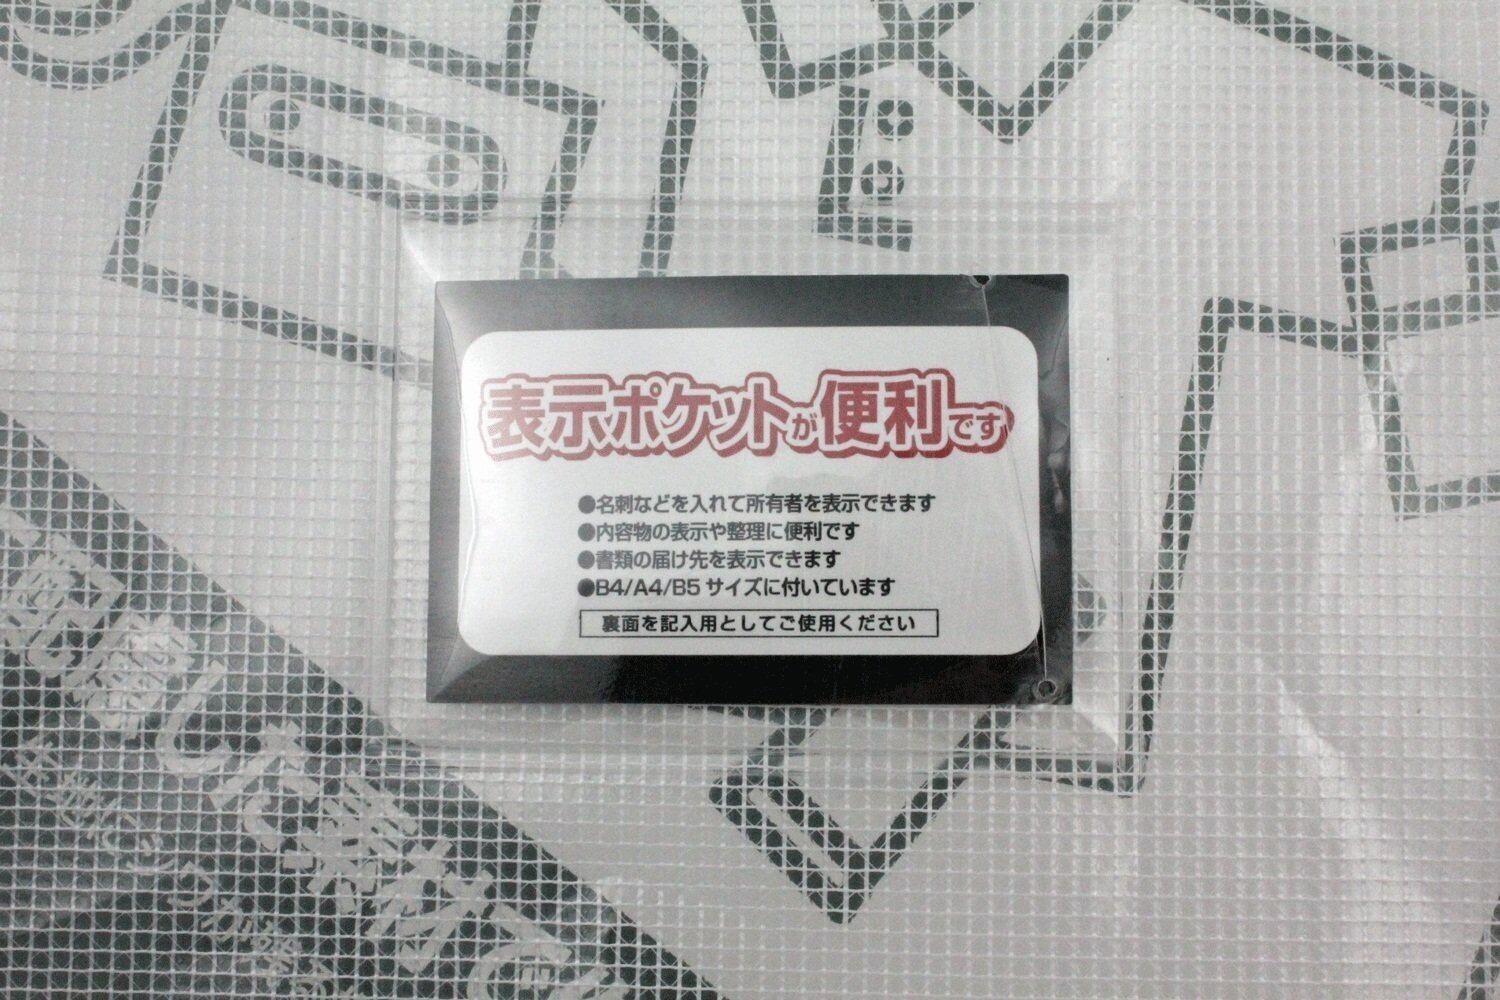 表示ポケットが便利です
●名刺などを入れて所有者を表示できます
●内容物の表示や整理に便利です
●書類の届け先を表示できます
●B4/A4/B5サイズに付いています
裏面を記入用としてご使用ください